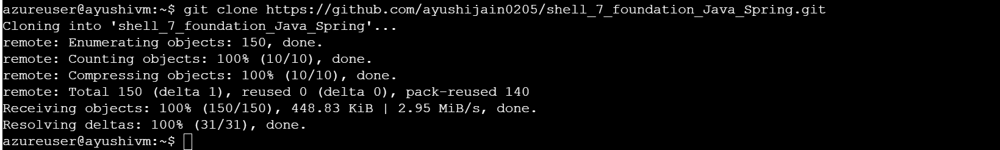 azureuser@ayushivm:~$ git clone https://github.com/ayushijain0205/shell_7_foundation_Java_Spring.git
Cloning into 'shell_7_foundation_Java_Spring'...
remote: Enumerating objects: 150, done.
remote: Counting objects: 100% (10/10), done.
remote: Compressing objects: 100% (10/10), done.
remote: Total 150 (delta 1), reused 0 (delta 0), pack-reused 140
Receiving objects: 100% (150/150), 448.83 KiB | 2.95 MiB/s, done.
Resolving deltas: 100% (31/31), done.
azureuser@ayushivm:~$